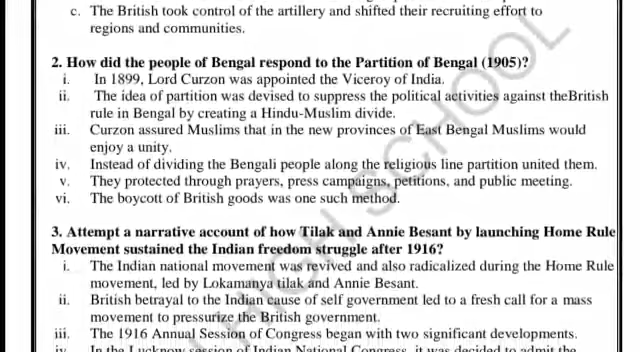 c. The British took control of the artillery and shifted their recruiting effort to
regions and communities.
2. How did the people of Bengal respond to the Partition of Bengal (1905)?
i. In 1899, Lord Curzon was appointed the Viceroy of India.
ii. The idea of partition was devised to suppress the political activities against theBritish
rule in Bengal by creating a Hindu-Muslim divide.
iii. Curzon assured Muslims that in the new provinces of East Bengal Muslims would
enjoy a unity.
iv. Instead of dividing the Bengali people along the religious line partition united them.
v. They protected through prayers, press campaigns, petitions, and public meeting.
vi. The boycott of British goods was one such method.
3. Attempt a narrative account of how Tilak and Annie Besant by launching Home Rule
Movement sustained the Indian freedom struggle after 1916?
i. The Indian national movement was revived and also radicalized during the Home Rule
movement, led by Lokamanya tilak and Annie Besant.
ii. British betrayal to the Indian cause of self government led to a fresh call for a mass
movement to pressurize the British government.
iii. The 1916 Annual Session of Congress began with two significant developments.
iv. In the Lucknow session of Indian National Congress, it was decided to admit the
HIGH SCHOOL